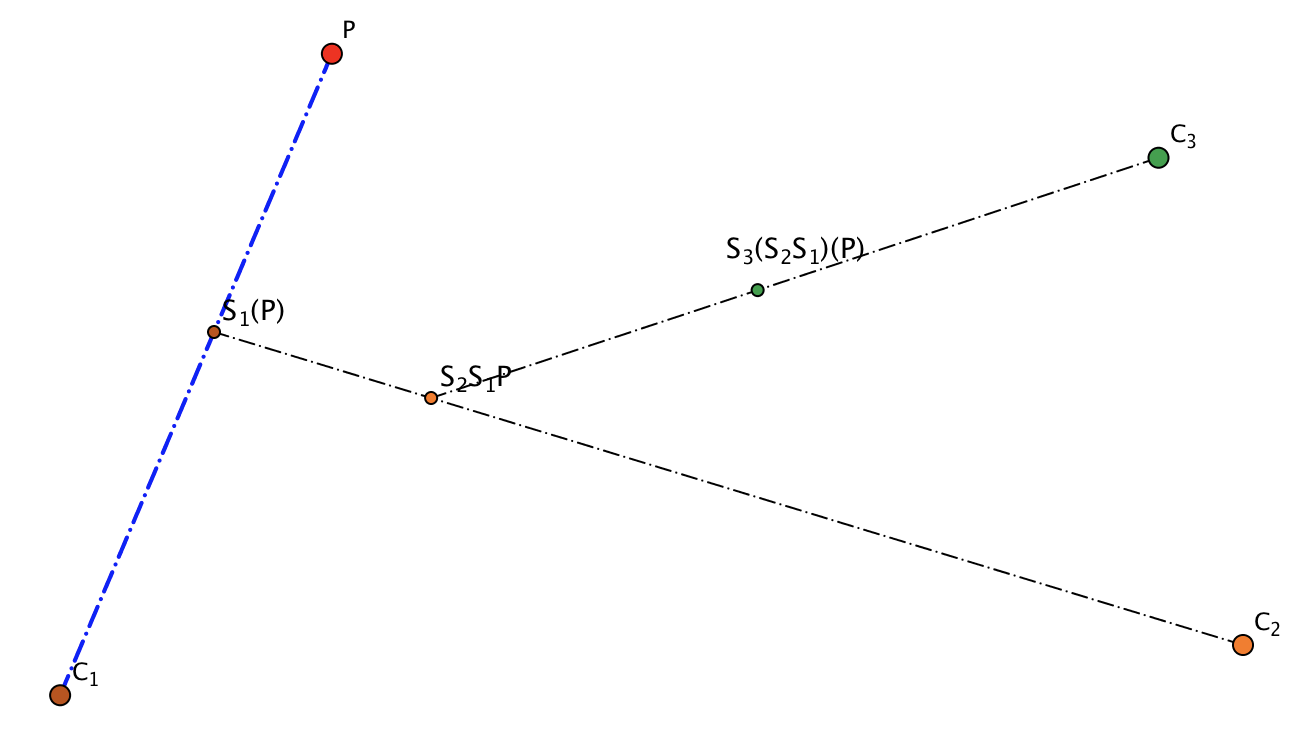 P
C₃
S₃(S₂S₁)(P)
S₁(P)
S₂S₁P
C₂
C₁